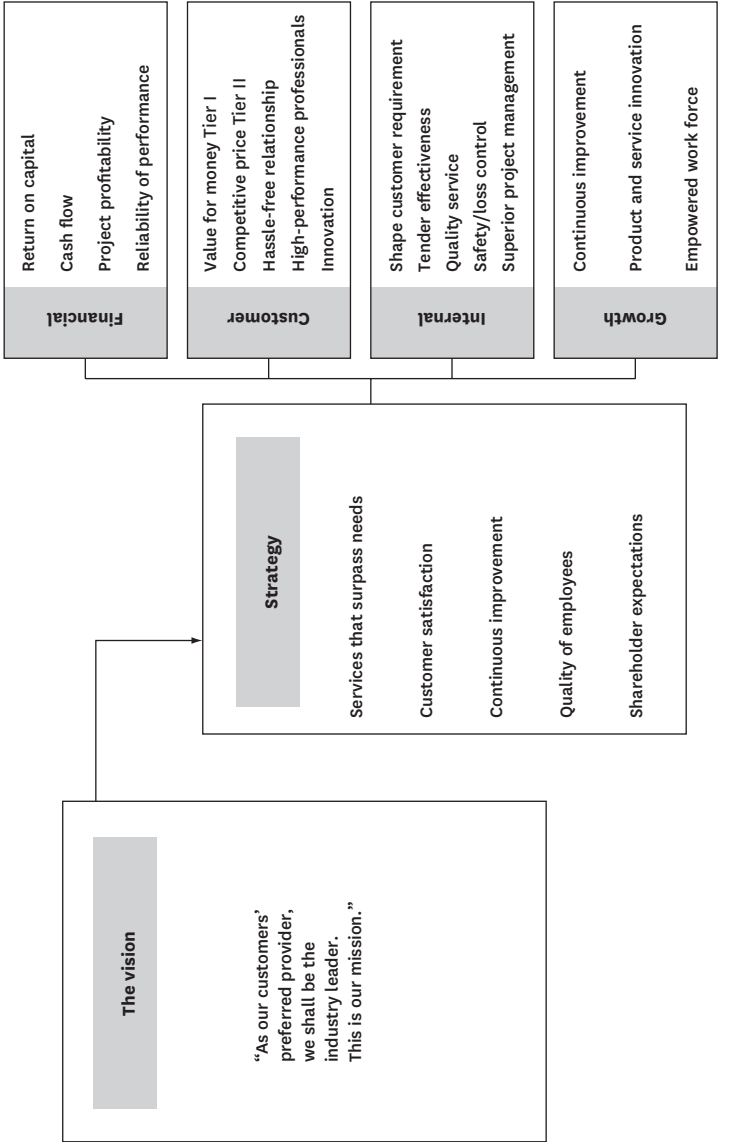 The vision
“As our customers’
preferred provider,
we shall be the
industry leader.
This is our mission.”
Strategy
Services that surpass needs
Customer satisfaction
Continuous improvement
Quality of employees
Shareholder expectations
Financial
Return on capital
Cash flow
Project profitability
Reliability of performance
Customer
Value for money Tier I
Competitive price Tier II
Hassle-free relationship
High-performance professionals
Innovation
Internal
Shape customer requirement
Tender effectiveness
Quality service
Safety/loss control
Superior project management
Growth
Continuous improvement
Product and service innovation
Empowered work force